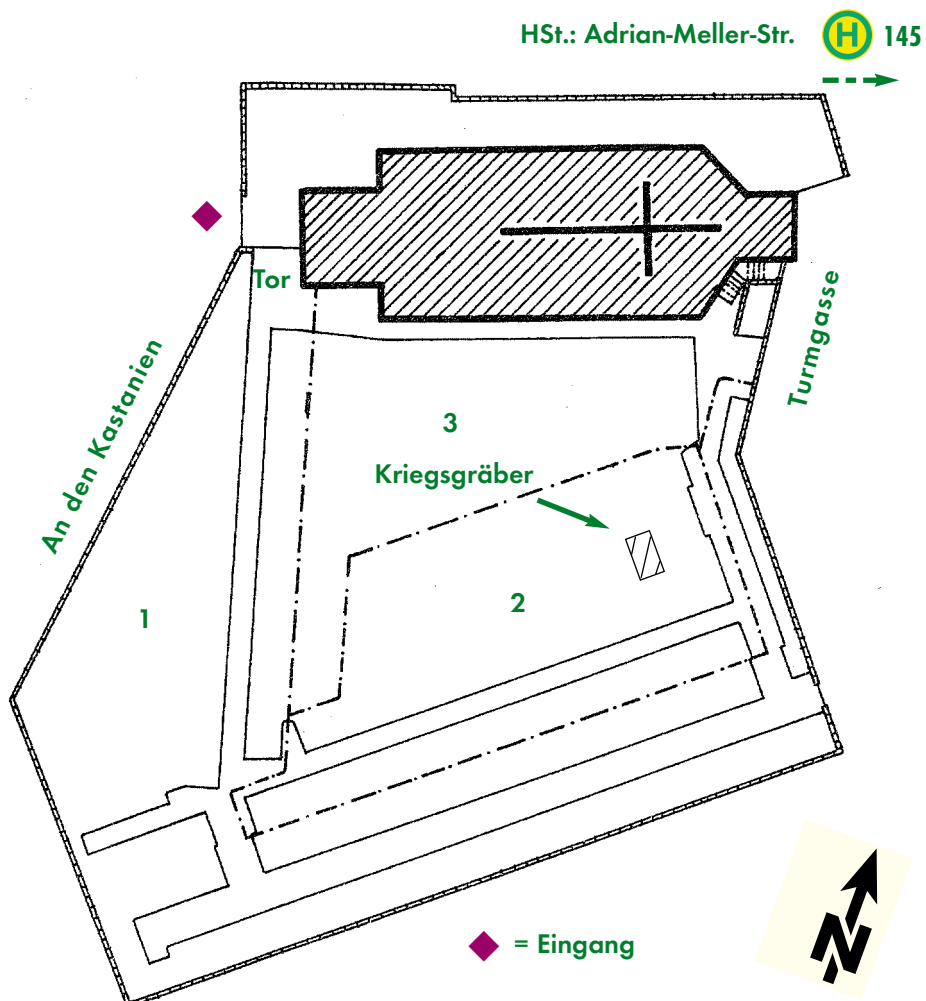 HSt.: Adrian-Meller-Str. H 145
Tor
An den Kastanien
Turmgasse
3
Kriegsgräber
2
1
N
= Eingang